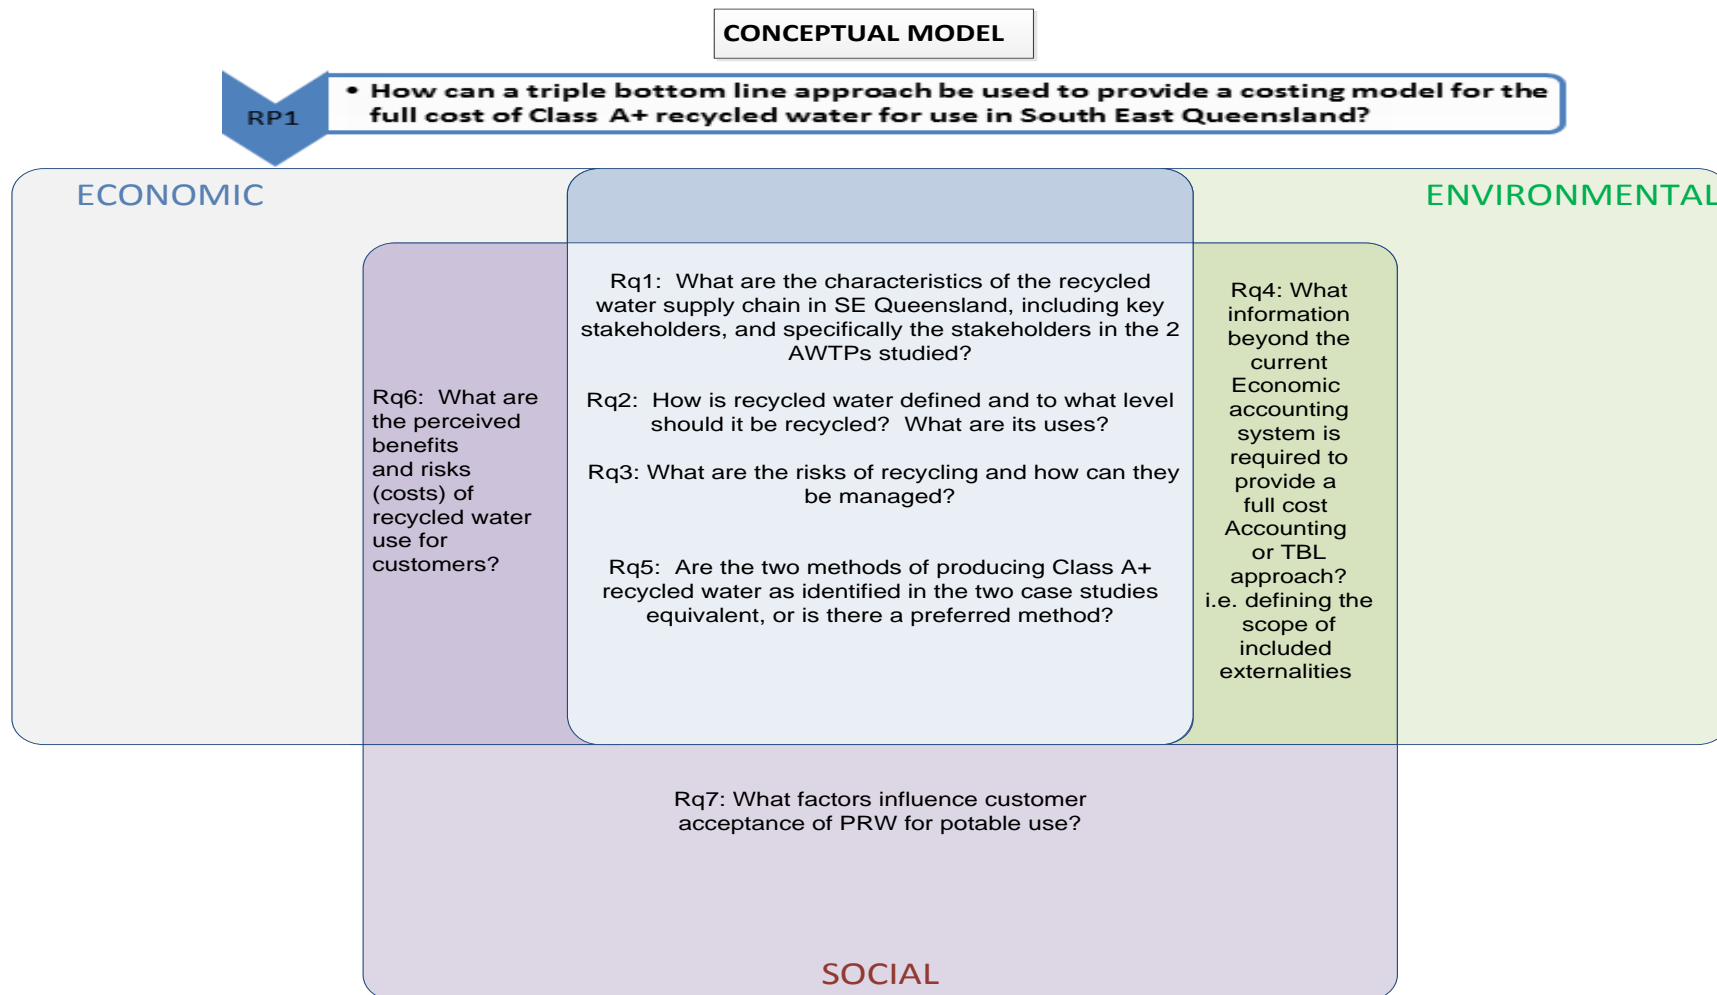 CONCEPTUAL MODEL
RP1
• How can a triple bottom line approach be used to provide a costing model for the
full cost of Class A+ recycled water for use in South East Queensland?
ECONOMIC
ENVIRONMENTAL
Rq1:  What are the characteristics of the recycled
water supply chain in SE Queensland, including key
stakeholders, and specifically the stakeholders in the 2
AWTPs studied?
Rq2:  How is recycled water defined and to what level
should it be recycled?  What are its uses?
Rq3: What are the risks of recycling and how can they
be managed?
Rq5:  Are the two methods of producing Class A+
recycled water as identified in the two case studies
equivalent, or is there a preferred method?
Rq4: What
information
beyond the
current
Economic
accounting
system is
required to
provide a
full cost
Accounting
or TBL
approach?
i.e. defining the
scope of
included
externalities
Rq6:  What are
the perceived
benefits
and risks
(costs) of
recycled water
use for
customers?
Rq7: What factors influence customer
acceptance of PRW for potable use?
SOCIAL